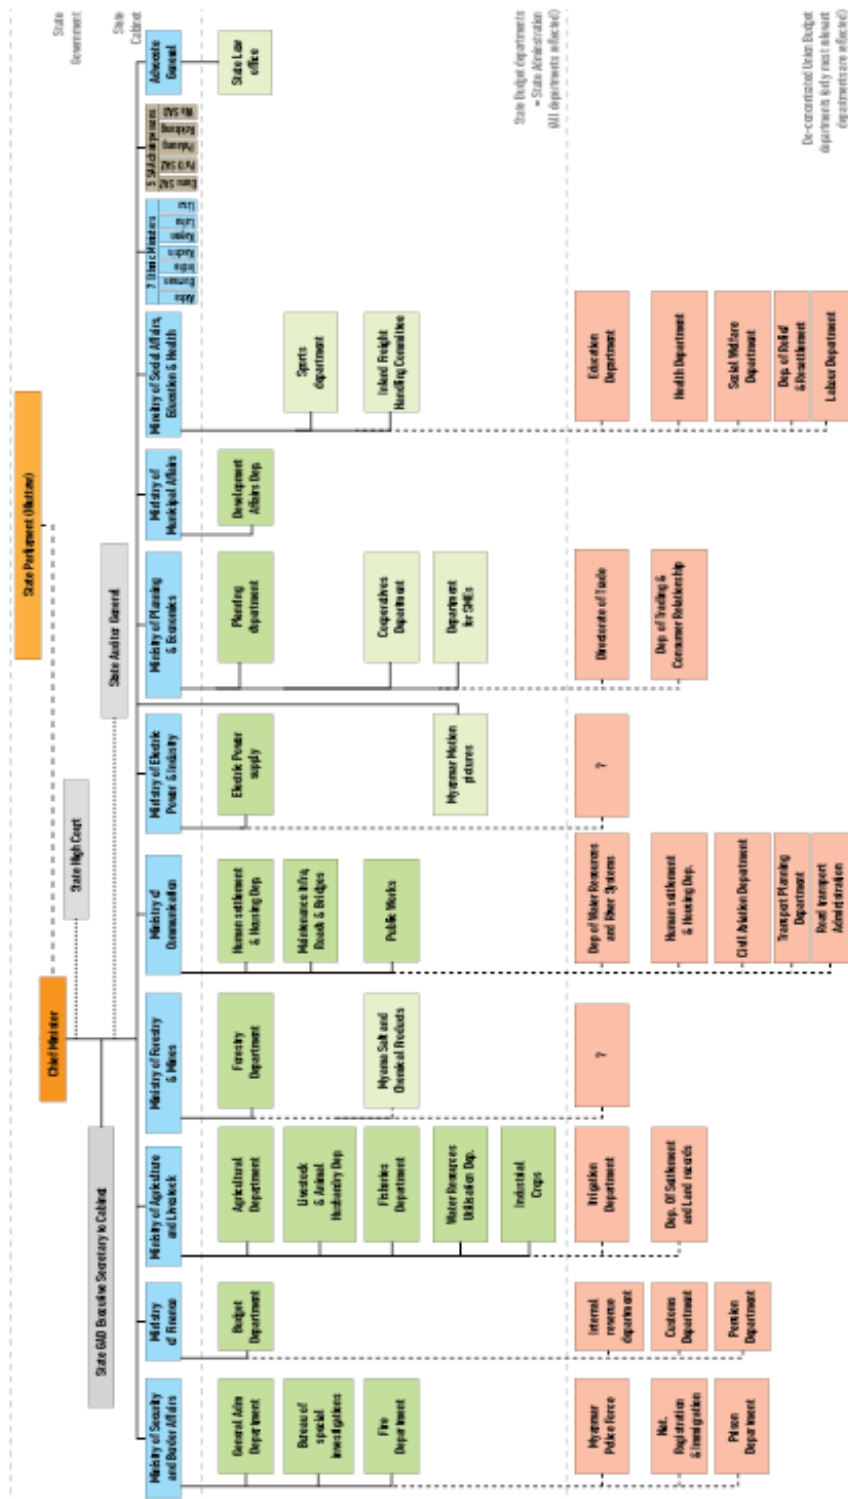 State Parliament (Hluttaw)
Chief Minister
State High Court
State Auditor General
State GAD Executive Secretary to Cabinet
State
Government
State
Cabinet
Ministry of Security
and Border Affairs
Ministry
of Finance
Ministry of Agriculture
and Livestock
Ministry of Forestry
& Mines
Ministry of
Communication
Ministry of Electric
Power & Industry
Ministry of Planning
& Economics
Ministry of
Municipal Affairs
Ministry of Social Affairs,
Education & Health
7 Ethnic Ministers
Advocate
General
General Adm
Department
Bureau of
special
investigations
Fire
Department
Budget
Department
Agricultural
Department
Livestock
& Animal
Husbandry Dep.
Fisheries
Department
Water Resources
Utilisation Dep.
Industrial
Crops
Forestry
Department
Myanma Salt and
Chemical Products
Human settlement
& Housing Dep.
Maintenance Infra,
Roads & Bridges
Public Works
Electric Power
supply
Myanmar Motion
pictures
Planning
department
Cooperatives
Department
Department
for SMEs
Development
Affairs Dep.
Sports
department
Inland Freight
Handling Committee
State Law
office
State Budget departments
= State Administration
(All departments reflected)
Myanmar
Police Force
Nat.
Registration
& Immigration
Prison
Department
Internal
revenue
department
Customs
Department
Pension
Department
Irrigation
Department
Dep. Of Settlement
and Land records
?
Dep of Water Resources
and River Systems
Human settlement
& Housing Dep.
Civil Aviation Department
Transport Planning
Department
Road transport
Administration
?
Directorate of Trade
Dep. of Trading &
Consumer Relationship
Education
Department
Health Department
Social Welfare
Department
Dep. of Relief
& Resettlement
Labour Department
De-concentrated Union Budget
departments (only most relevant
departments are reflected)